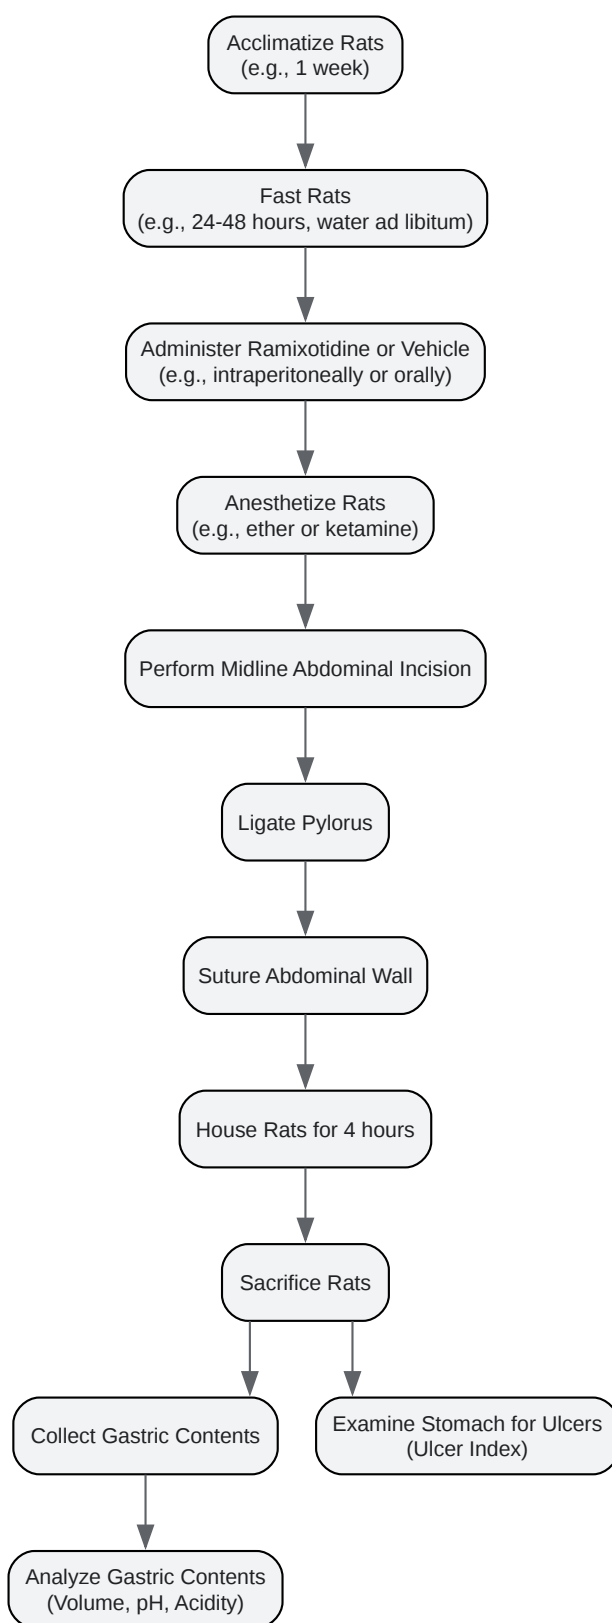 Acclimatize Rats
(e.g., 1 week)
Fast Rats
(e.g., 24-48 hours, water ad libitum)
Administer Ramixotidine or Vehicle
(e.g., intraperitoneally or orally)
Anesthetize Rats
(e.g., ether or ketamine)
Perform Midline Abdominal Incision
Ligate Pylorus
Suture Abdominal Wall
House Rats for 4 hours
Sacrifice Rats
Collect Gastric Contents
Examine Stomach for Ulcers
(Ulcer Index)
Analyze Gastric Contents
(Volume, pH, Acidity)